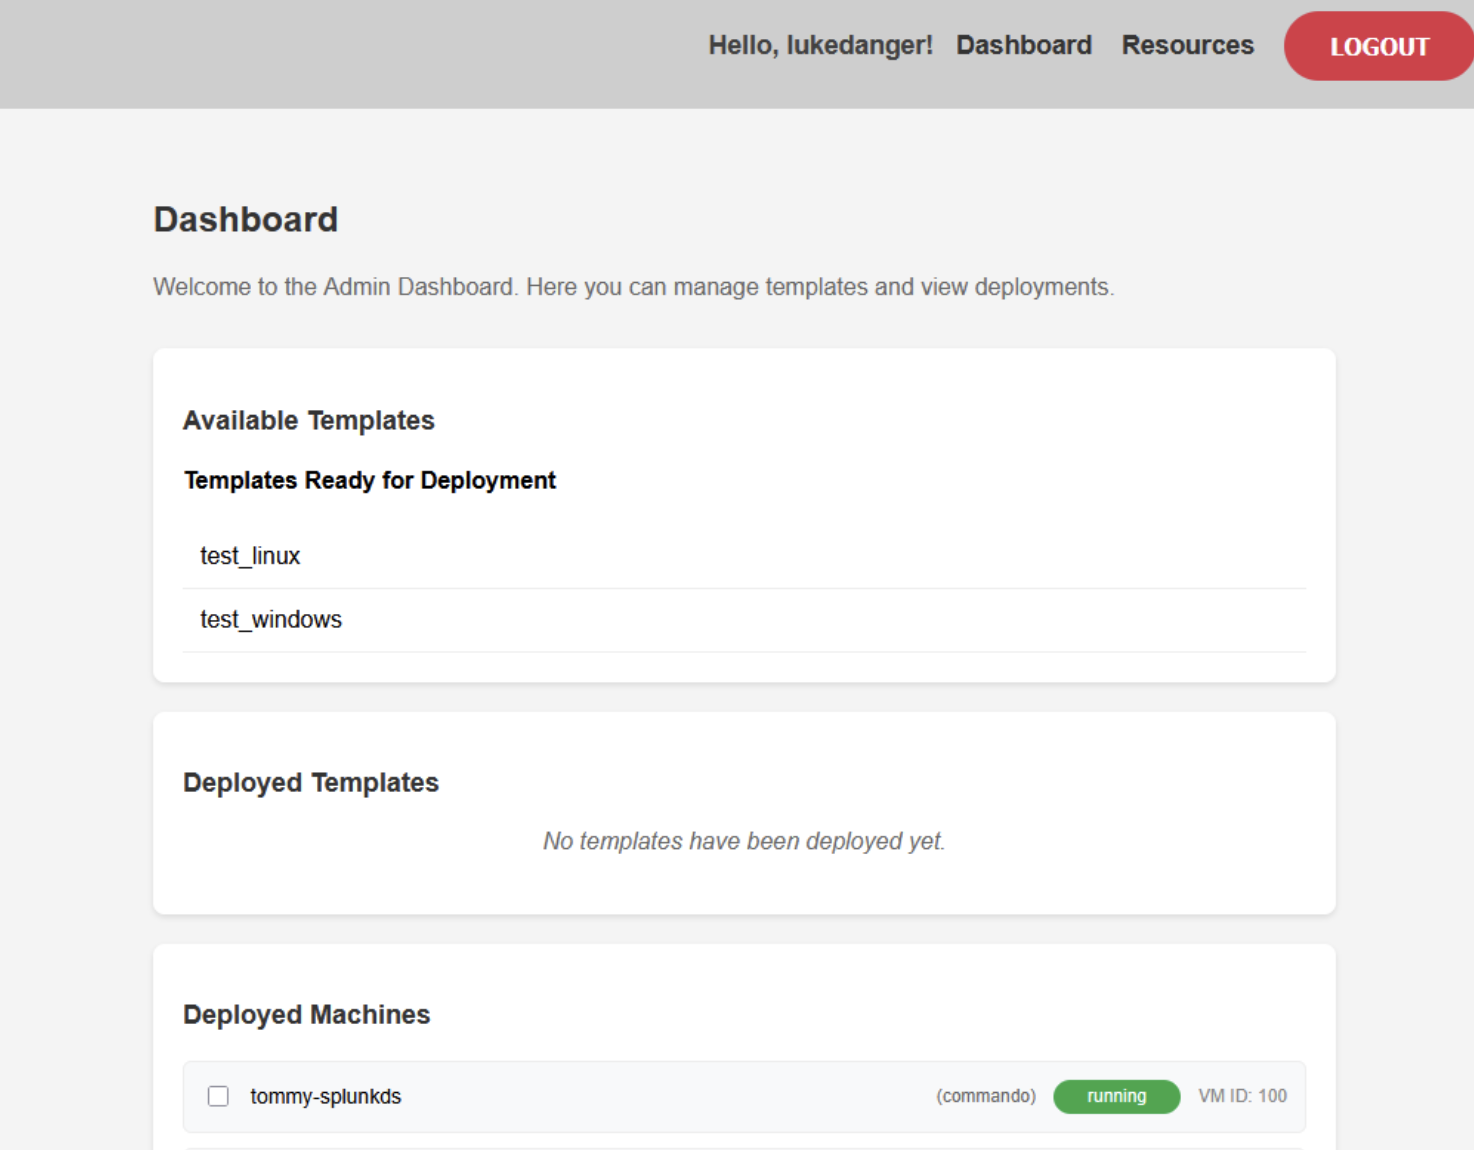 Hello, lukedanger! Dashboard Resources LOGOUT
Dashboard
Welcome to the Admin Dashboard. Here you can manage templates and view deployments.
Available Templates
Templates Ready for Deployment
test_linux
test_windows
Deployed Templates
No templates have been deployed yet.
Deployed Machines
tommy-splunkds (commando) running VM ID: 100